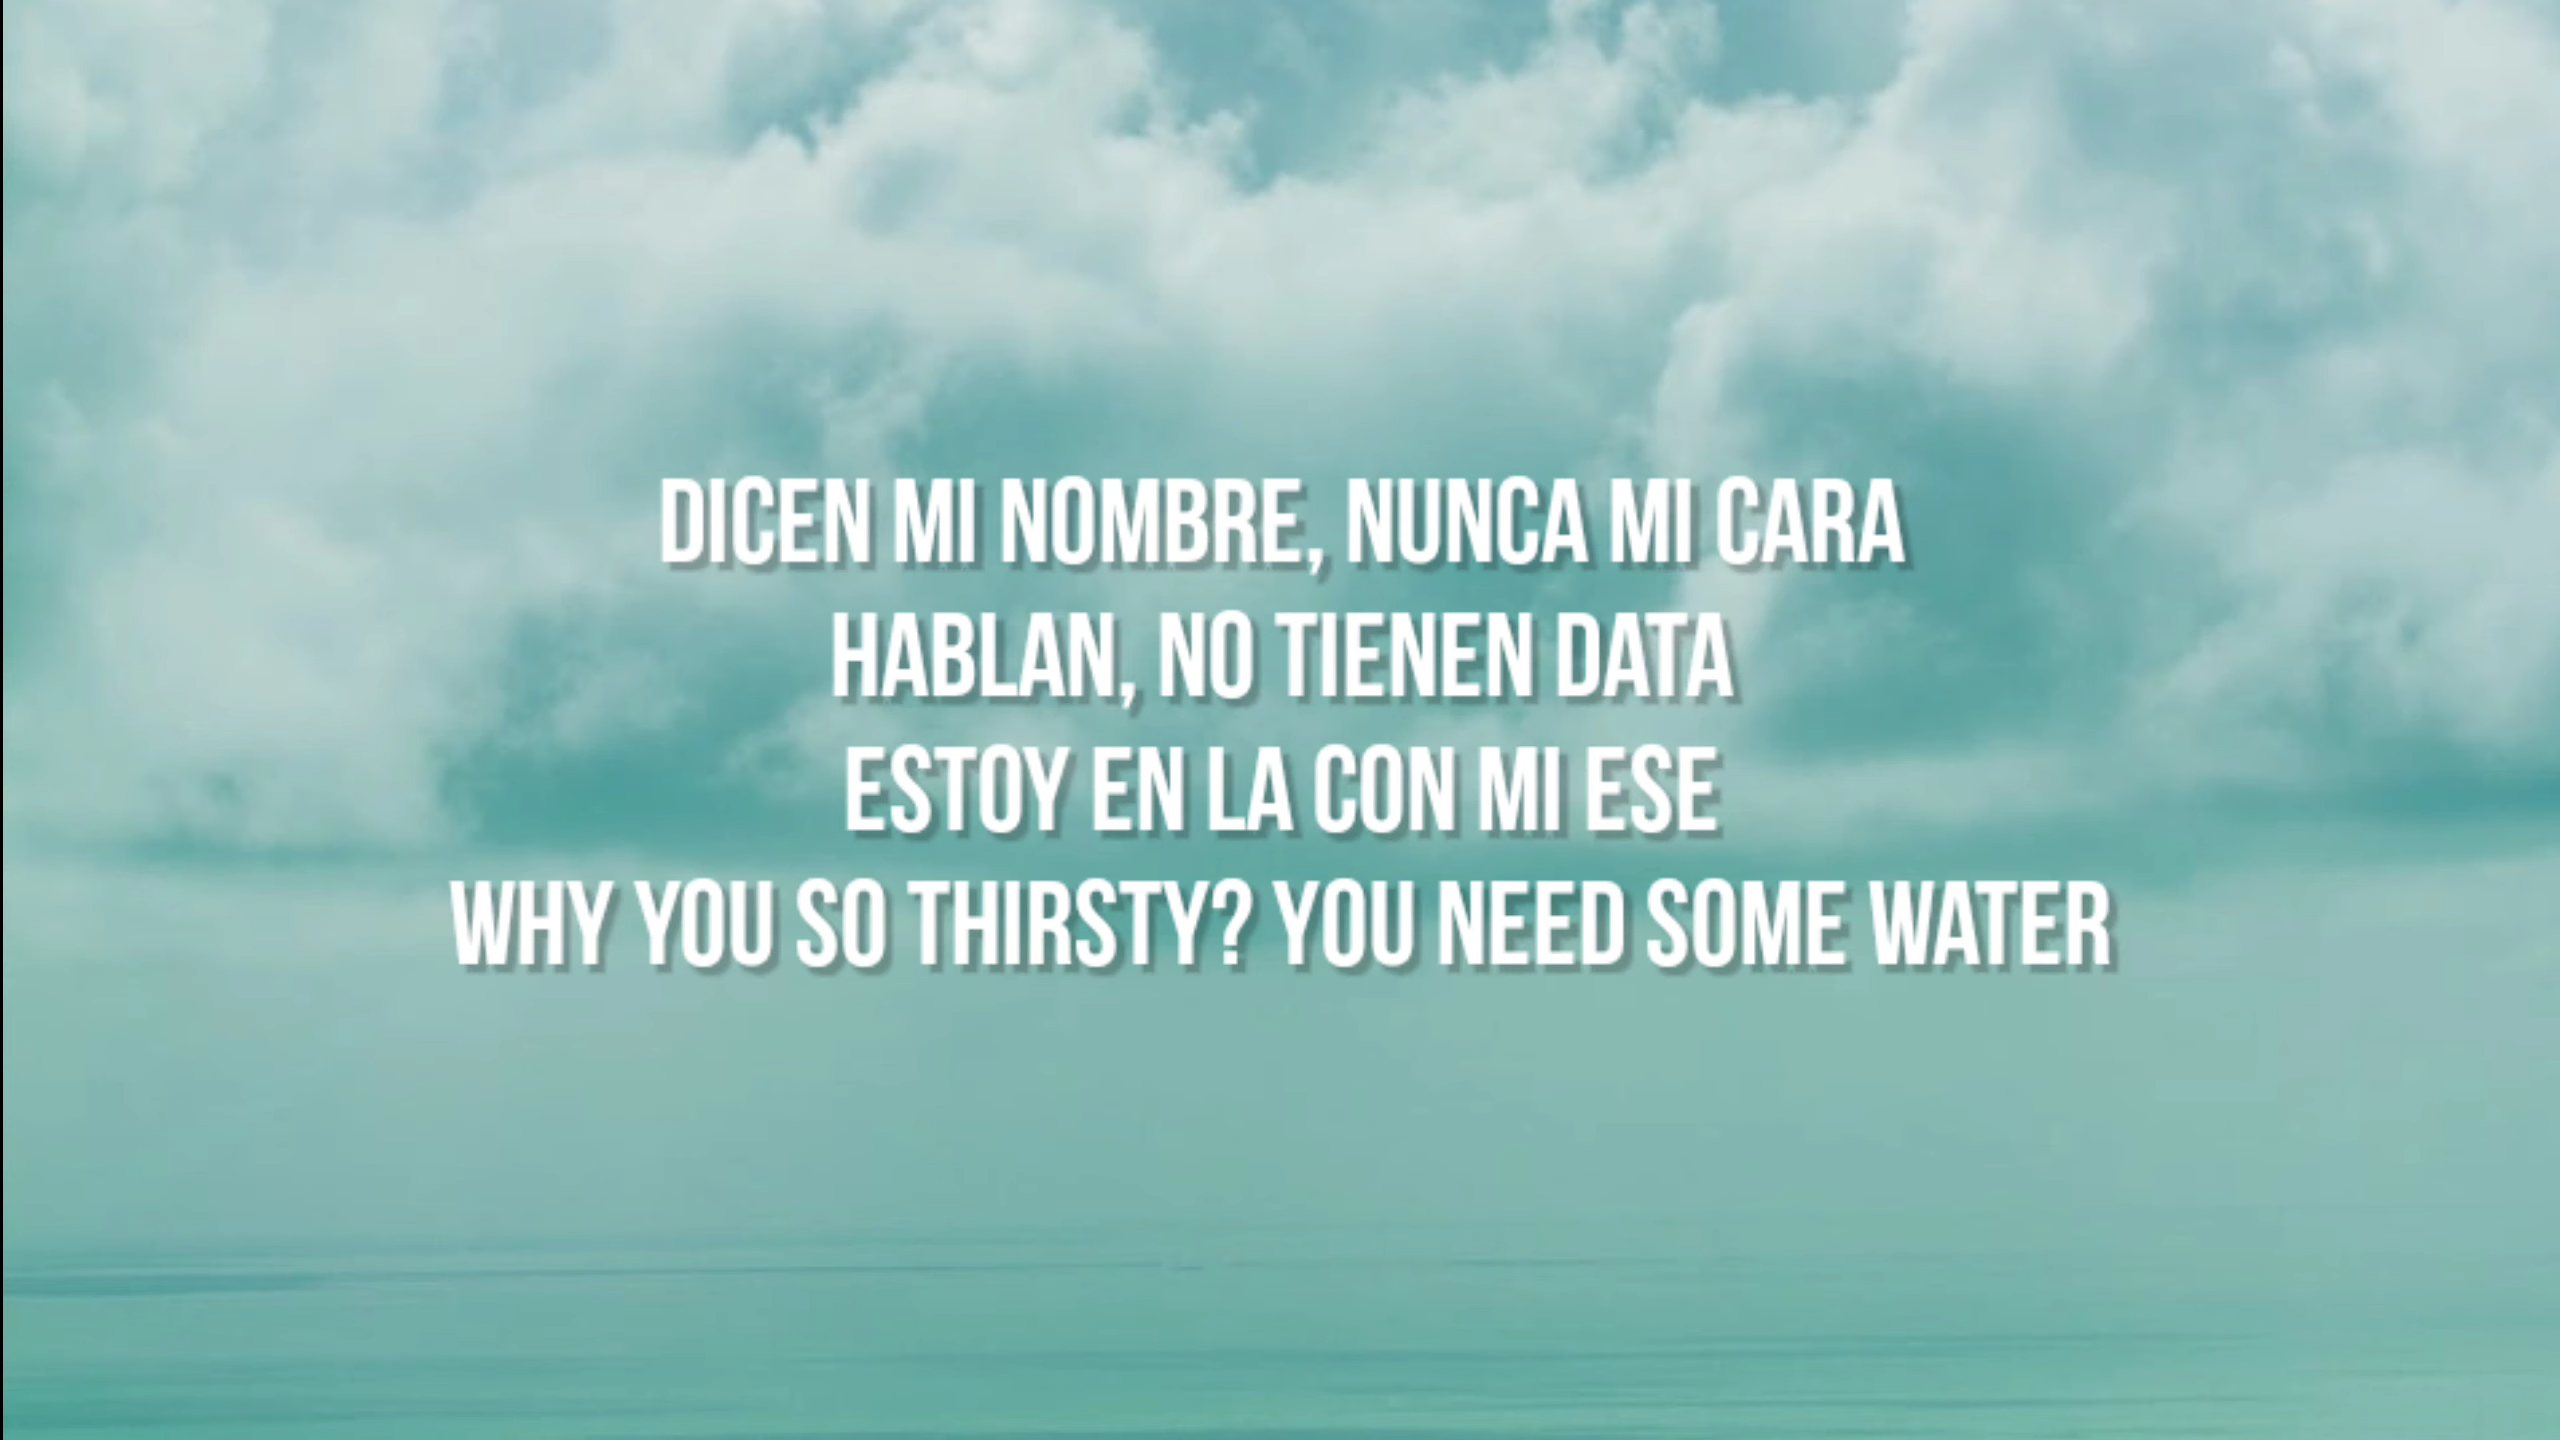 DICEN MI NOMBRE, NUNCA MI CARA
HABLAN, NO TIENEN DATA
ESTOY EN LA CON MI ESE
WHY YOU SO THIRSTY? YOU NEED SOME WATER